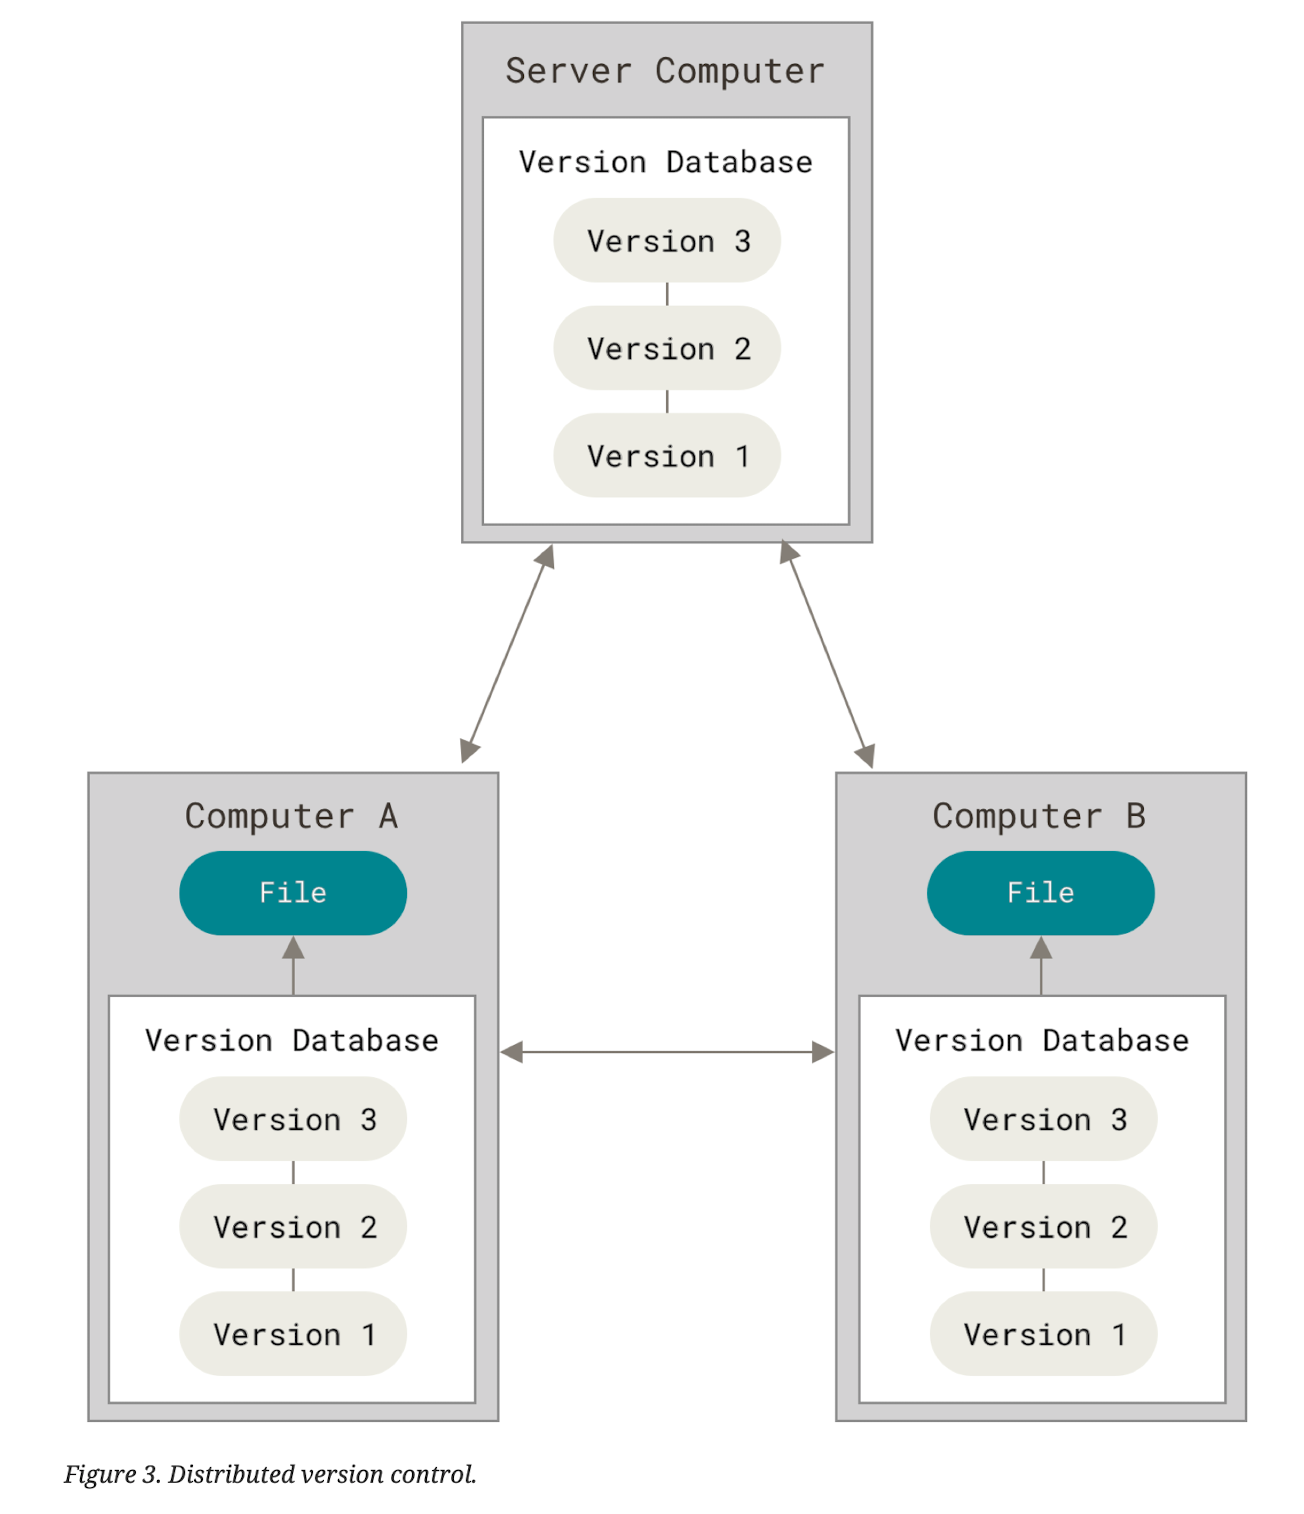 Server Computer
Version Database
Version 3
Version 2
Version 1
Computer A
File
Version Database
Version 3
Version 2
Version 1
Computer B
File
Version Database
Version 3
Version 2
Version 1
Figure 3. Distributed version control.